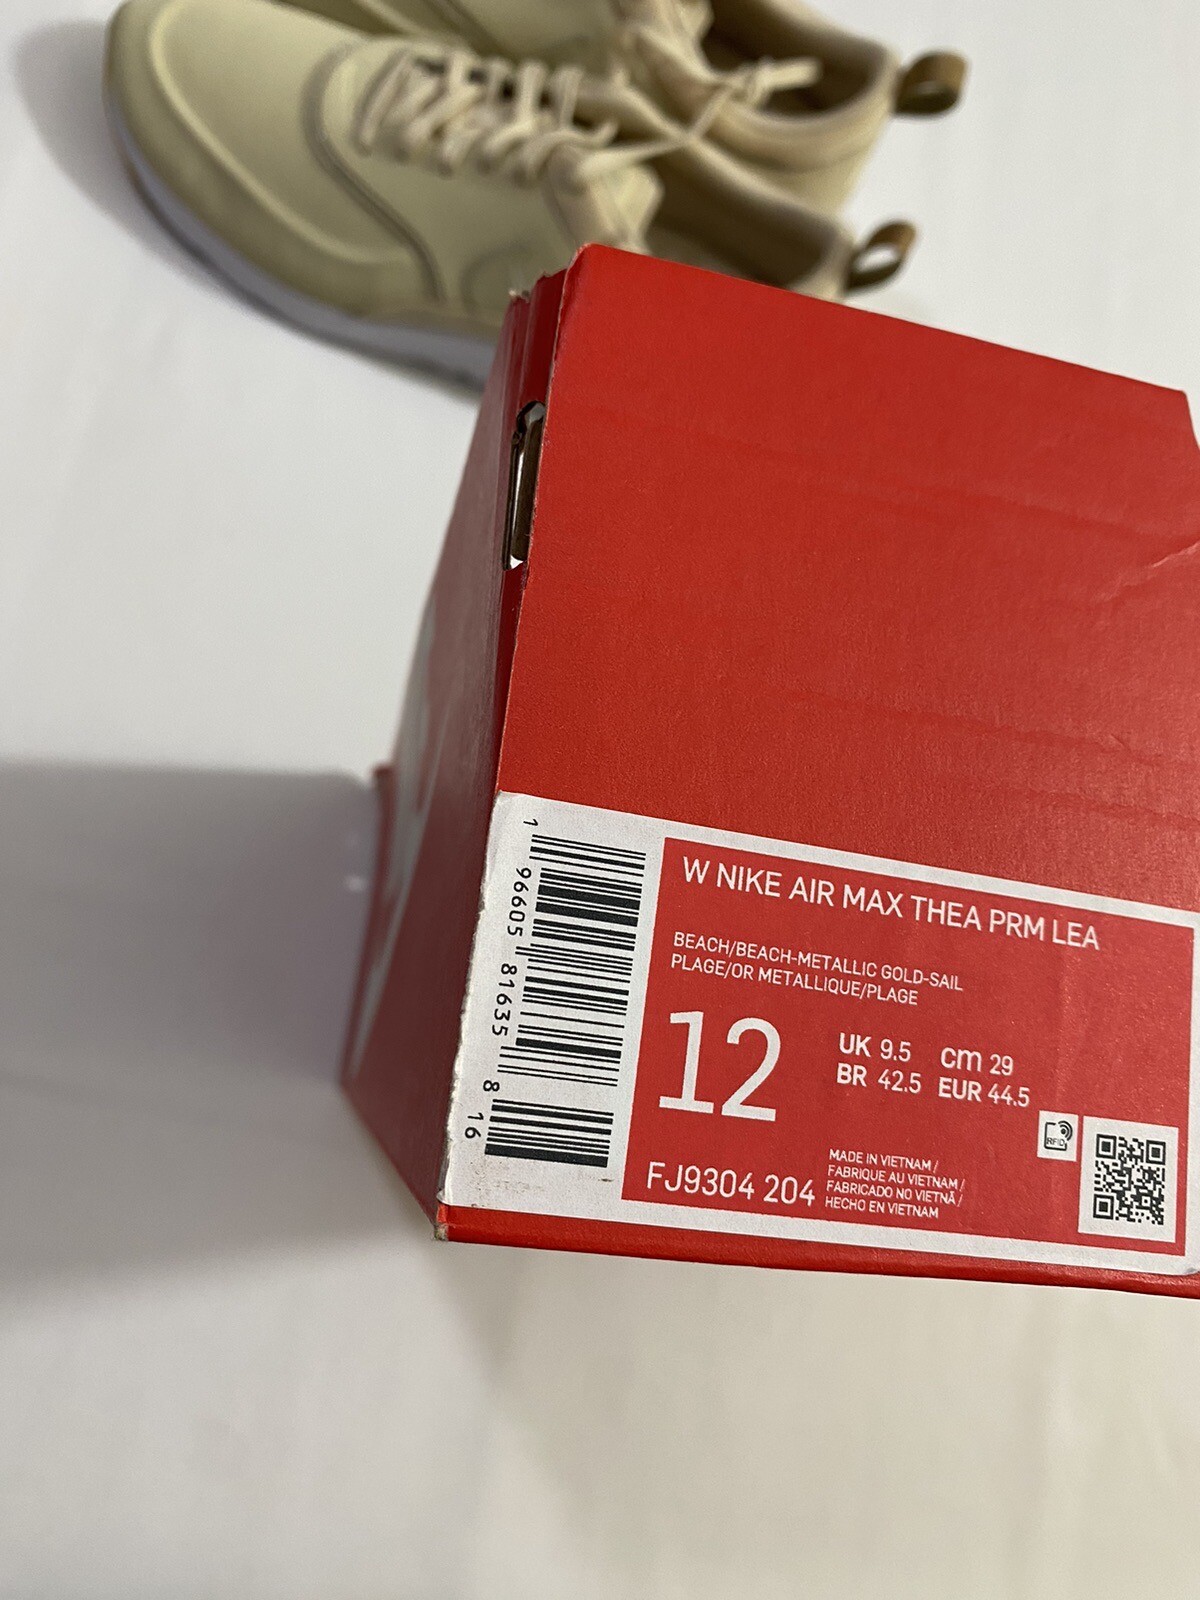 W NIKE AIR MAX THEA PRM LEA
BEACH/BEACH-METALLIC GOLD-SAIL
PLAGE/OR METALLIQUE/PLAGE
12
UK 9.5 cm 29
BR 42.5 EUR 44.5
FJ9304 204
MADE IN VIETNAM /
FABRIQUE AU VIETNAM /
FABRICADO NO VIETNÃ /
HECHO EN VIETNAM
RFID
1 96605 81635 8 16